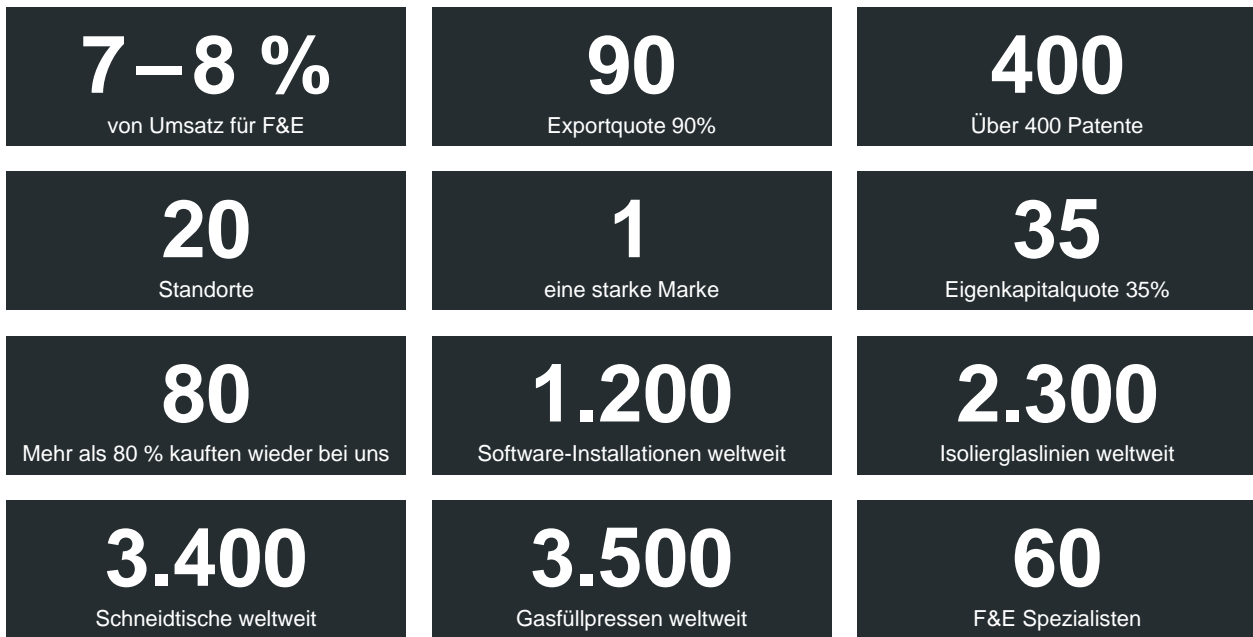 7–8 %
von Umsatz für F&E
90
Exportquote 90%
400
Über 400 Patente
20
Standorte
1
eine starke Marke
35
Eigenkapitalquote 35%
80
Mehr als 80 % kauften wieder bei uns
1.200
Software-Installationen weltweit
2.300
Isolierglaslinien weltweit
3.400
Schneidtische weltweit
3.500
Gasfüllpressen weltweit
60
F&E Spezialisten